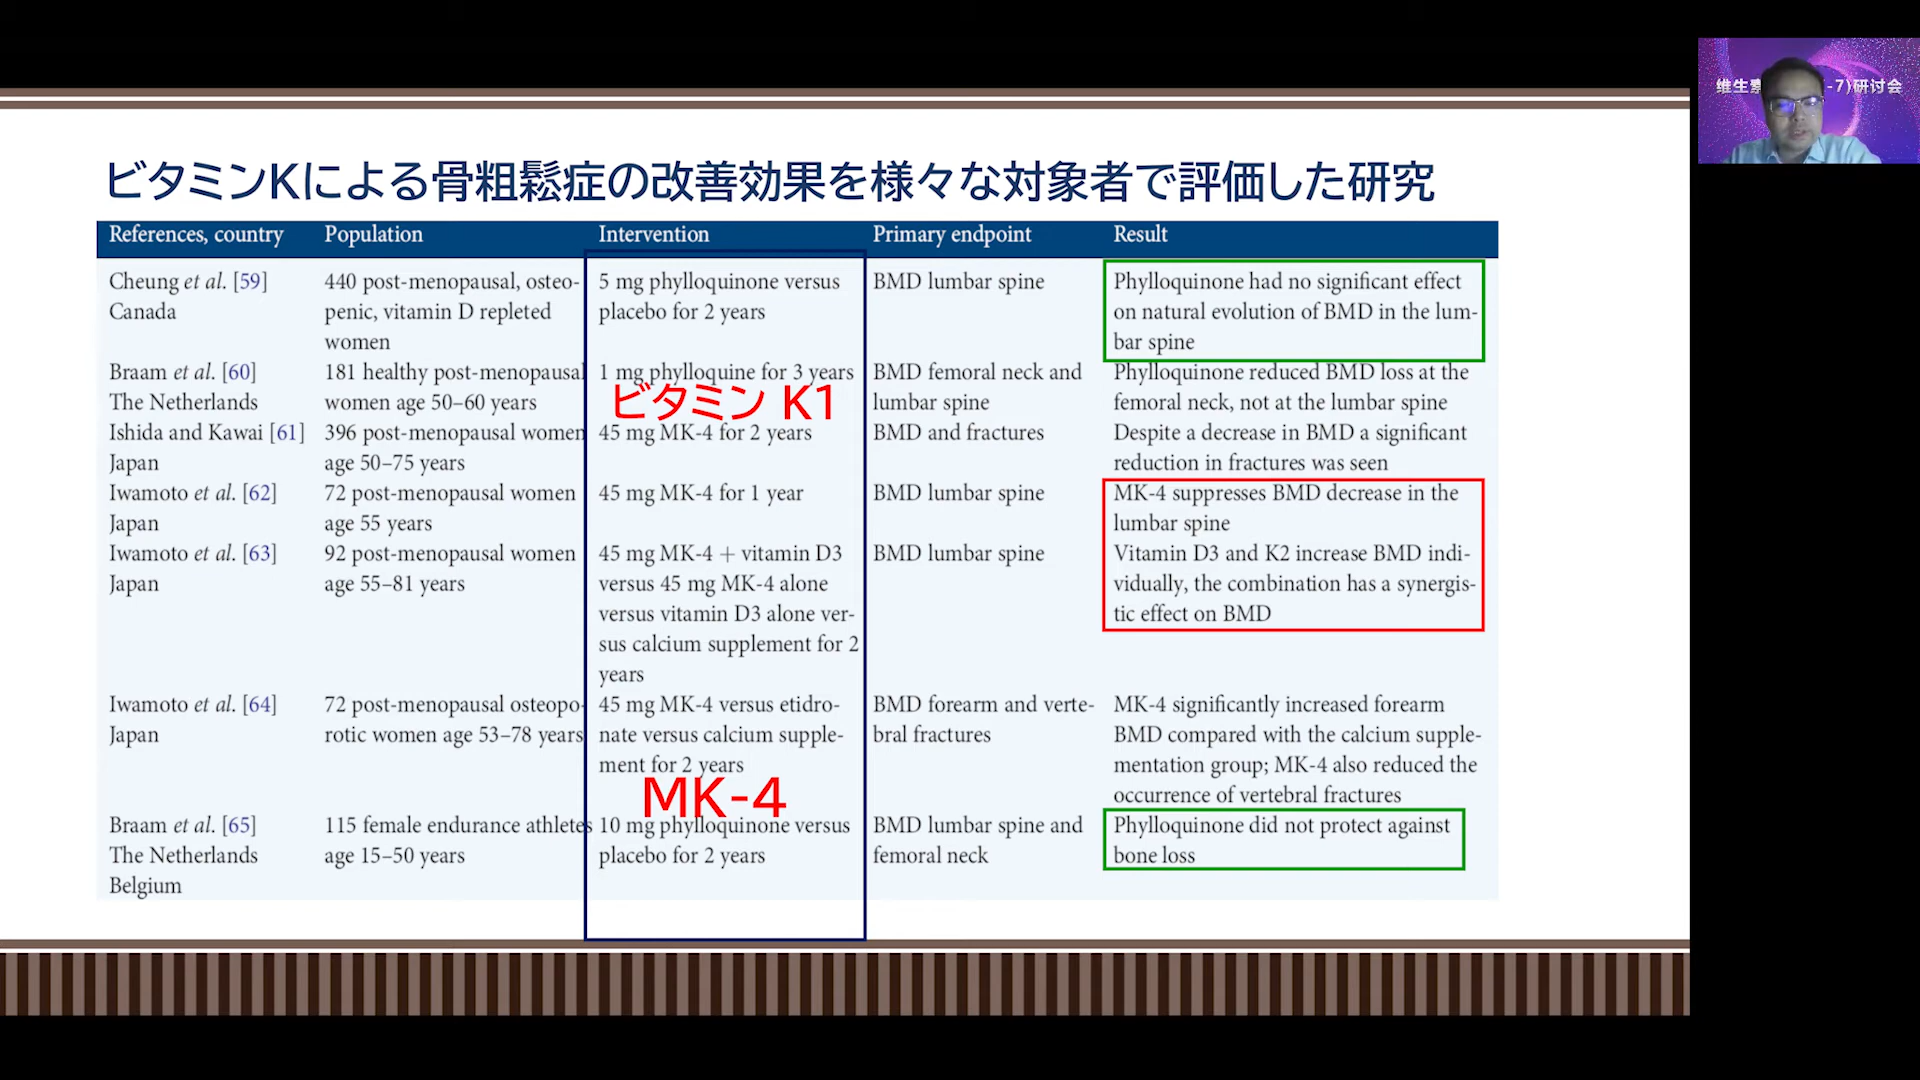 维生素 -7)研讨会
ビタミンKによる骨粗鬆症の改善効果を様々な対象者で評価した研究
References, country Population Intervention Primary endpoint Result
Cheung et al. [59] 440 post-menopausal, osteo- 5 mg phylloquinone versus BMD lumbar spine Phylloquinone had no significant effect
Canada penic, vitamin D repleted placebo for 2 years on natural evolution of BMD in the lum-
women bar spine
Braam et al. [60] 181 healthy post-menopausal 1 mg phylloquine for 3 years BMD femoral neck and Phylloquinone reduced BMD loss at the
The Netherlands women age 50–60 years ビタミン K1 lumbar spine femoral neck, not at the lumbar spine
Ishida and Kawai [61] 396 post-menopausal women 45 mg MK-4 for 2 years BMD and fractures Despite a decrease in BMD a significant
Japan age 50–75 years reduction in fractures was seen
Iwamoto et al. [62] 72 post-menopausal women 45 mg MK-4 for 1 year BMD lumbar spine MK-4 suppresses BMD decrease in the
Japan age 55 years lumbar spine
Iwamoto et al. [63] 92 post-menopausal women 45 mg MK-4 + vitamin D3 BMD lumbar spine Vitamin D3 and K2 increase BMD indi-
Japan age 55–81 years versus 45 mg MK-4 alone vidually, the combination has a synergis-
versus vitamin D3 alone ver- tic effect on BMD
sus calcium supplement for 2
years
Iwamoto et al. [64] 72 post-menopausal osteopo- 45 mg MK-4 versus etidro- BMD forearm and verte- MK-4 significantly increased forearm
Japan rotic women age 53–78 years nate versus calcium supple- bral fractures BMD compared with the calcium supple-
ment for 2 years mentation group; MK-4 also reduced the
MK-4 occurrence of vertebral fractures
Braam et al. [65] 115 female endurance athletes 10 mg phylloquinone versus BMD lumbar spine and Phylloquinone did not protect against
The Netherlands age 15–50 years placebo for 2 years femoral neck bone loss
Belgium